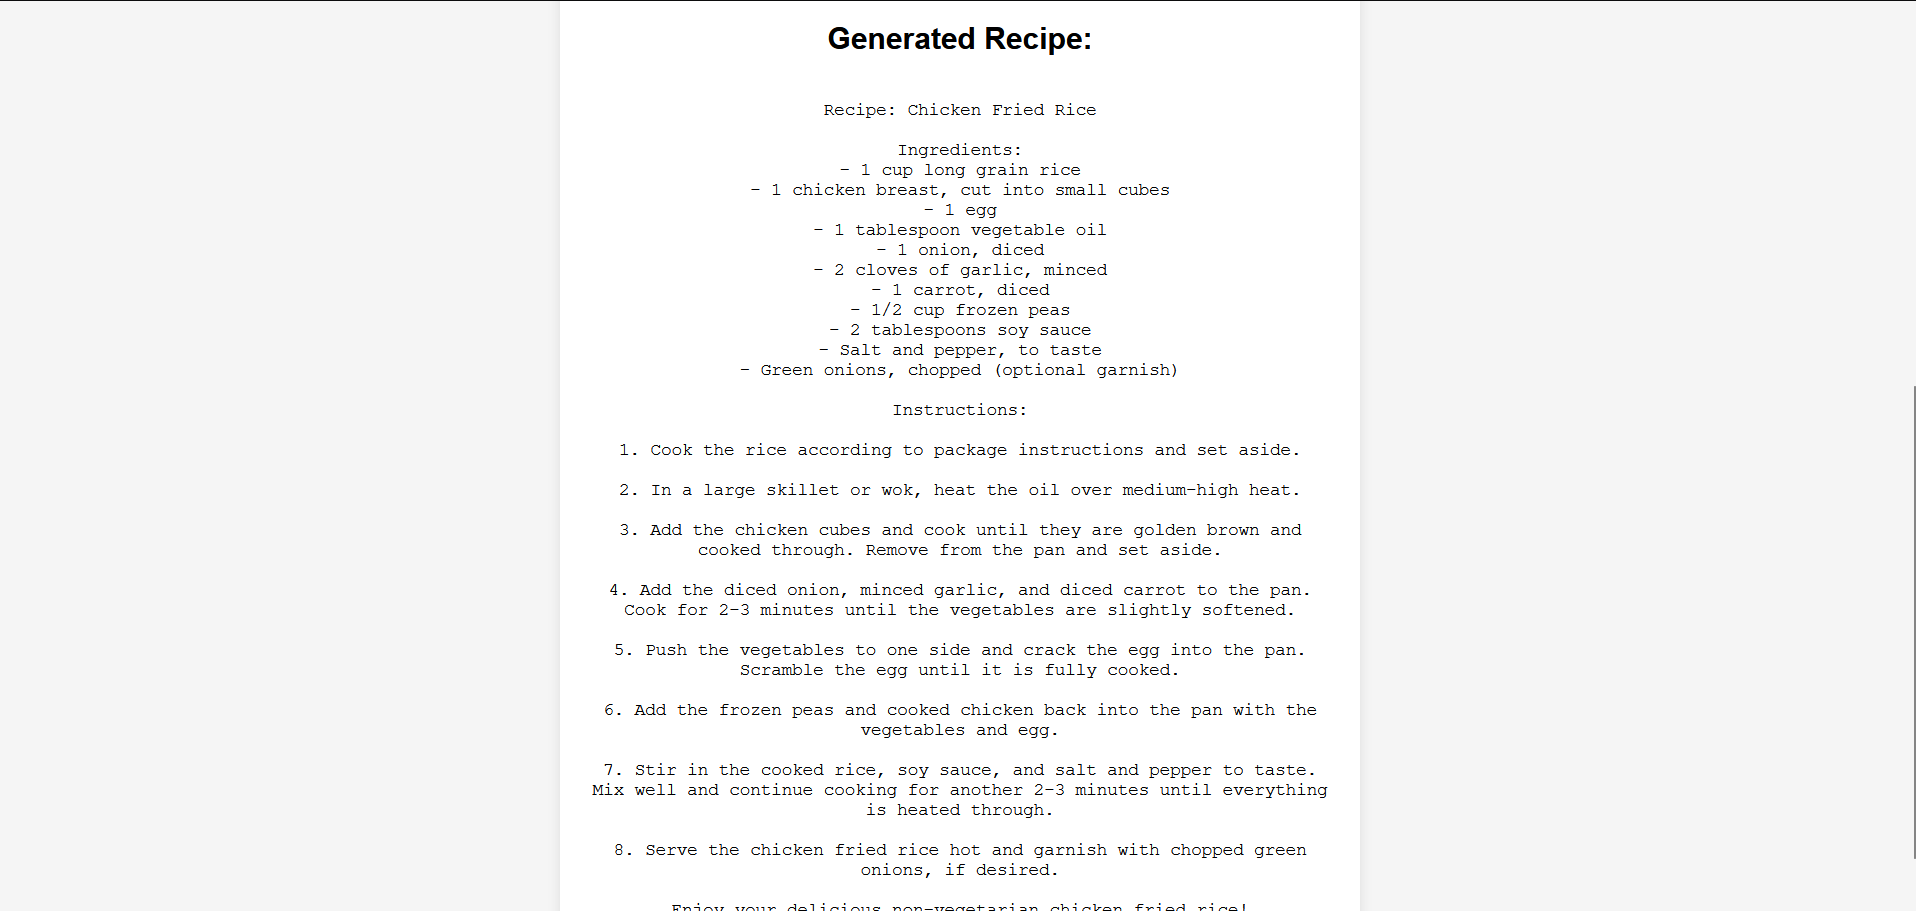 Generated Recipe:
Recipe: Chicken Fried Rice
Ingredients:
- 1 cup long grain rice
- 1 chicken breast, cut into small cubes
- 1 egg
- 1 tablespoon vegetable oil
- 1 onion, diced
- 2 cloves of garlic, minced
- 1 carrot, diced
- 1/2 cup frozen peas
- 2 tablespoons soy sauce
- Salt and pepper, to taste
- Green onions, chopped (optional garnish)
Instructions:
1. Cook the rice according to package instructions and set aside.
2. In a large skillet or wok, heat the oil over medium-high heat.
3. Add the chicken cubes and cook until they are golden brown and
cooked through. Remove from the pan and set aside.
4. Add the diced onion, minced garlic, and diced carrot to the pan.
Cook for 2-3 minutes until the vegetables are slightly softened.
5. Push the vegetables to one side and crack the egg into the pan.
Scramble the egg until it is fully cooked.
6. Add the frozen peas and cooked chicken back into the pan with the
vegetables and egg.
7. Stir in the cooked rice, soy sauce, and salt and pepper to taste.
Mix well and continue cooking for another 2-3 minutes until everything
is heated through.
8. Serve the chicken fried rice hot and garnish with chopped green
onions, if desired.
Enjoy your delicious non-vegetarian chicken fried rice!